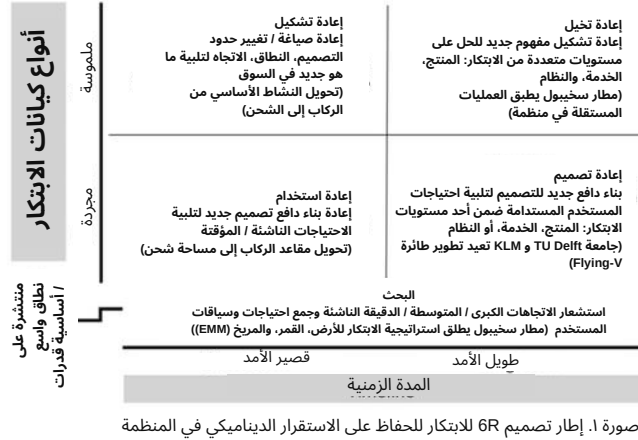 أنواع كيانات الابتكار
ملموسة
إعادة تشكيل
إعادة صياغة / تغيير حدود
التصميم، النطاق، الاتجاه لتلبية ما
هو جديد في السوق
(تحويل النشاط الأساسي من
الركاب إلى الشحن)
إعادة تخيل
إعادة تشكيل مفهوم جديد للحل على
مستويات متعددة من الابتكار: المنتج،
الخدمة، والنظام
(مطار سخيبول يطبق العمليات
المستقلة في منظمة)
مجردة
إعادة استخدام
إعادة بناء دافع تصميم جديد لتلبية
الاحتياجات الناشئة / المؤقتة
(تحويل مقاعد الركاب إلى مساحة شحن)
إعادة تصميم
بناء دافع جديد للتصميم لتلبية احتياجات
المستخدم المستدامة ضمن أحد مستويات
الابتكار: المنتج، الخدمة، أو النظام
(جامعة TU Delft و KLM تعيد تطوير طائرة
Flying-V)
منتشرة على
نطاق واسع
/ أساسية قدرات
البحث
استشعار الاتجاهات الكبرى / المتوسطة / الدقيقة الناشئة وجمع احتياجات وسياقات
المستخدم (مطار سخيبول يطلق استراتيجية الابتكار للأرض، القمر، والمريخ (EMM))
قصير الأمد
طويل الأمد
المدة الزمنية
صورة ١. إطار تصميم 6R للابتكار للحفاظ على الاستقرار الديناميكي في المنظمة